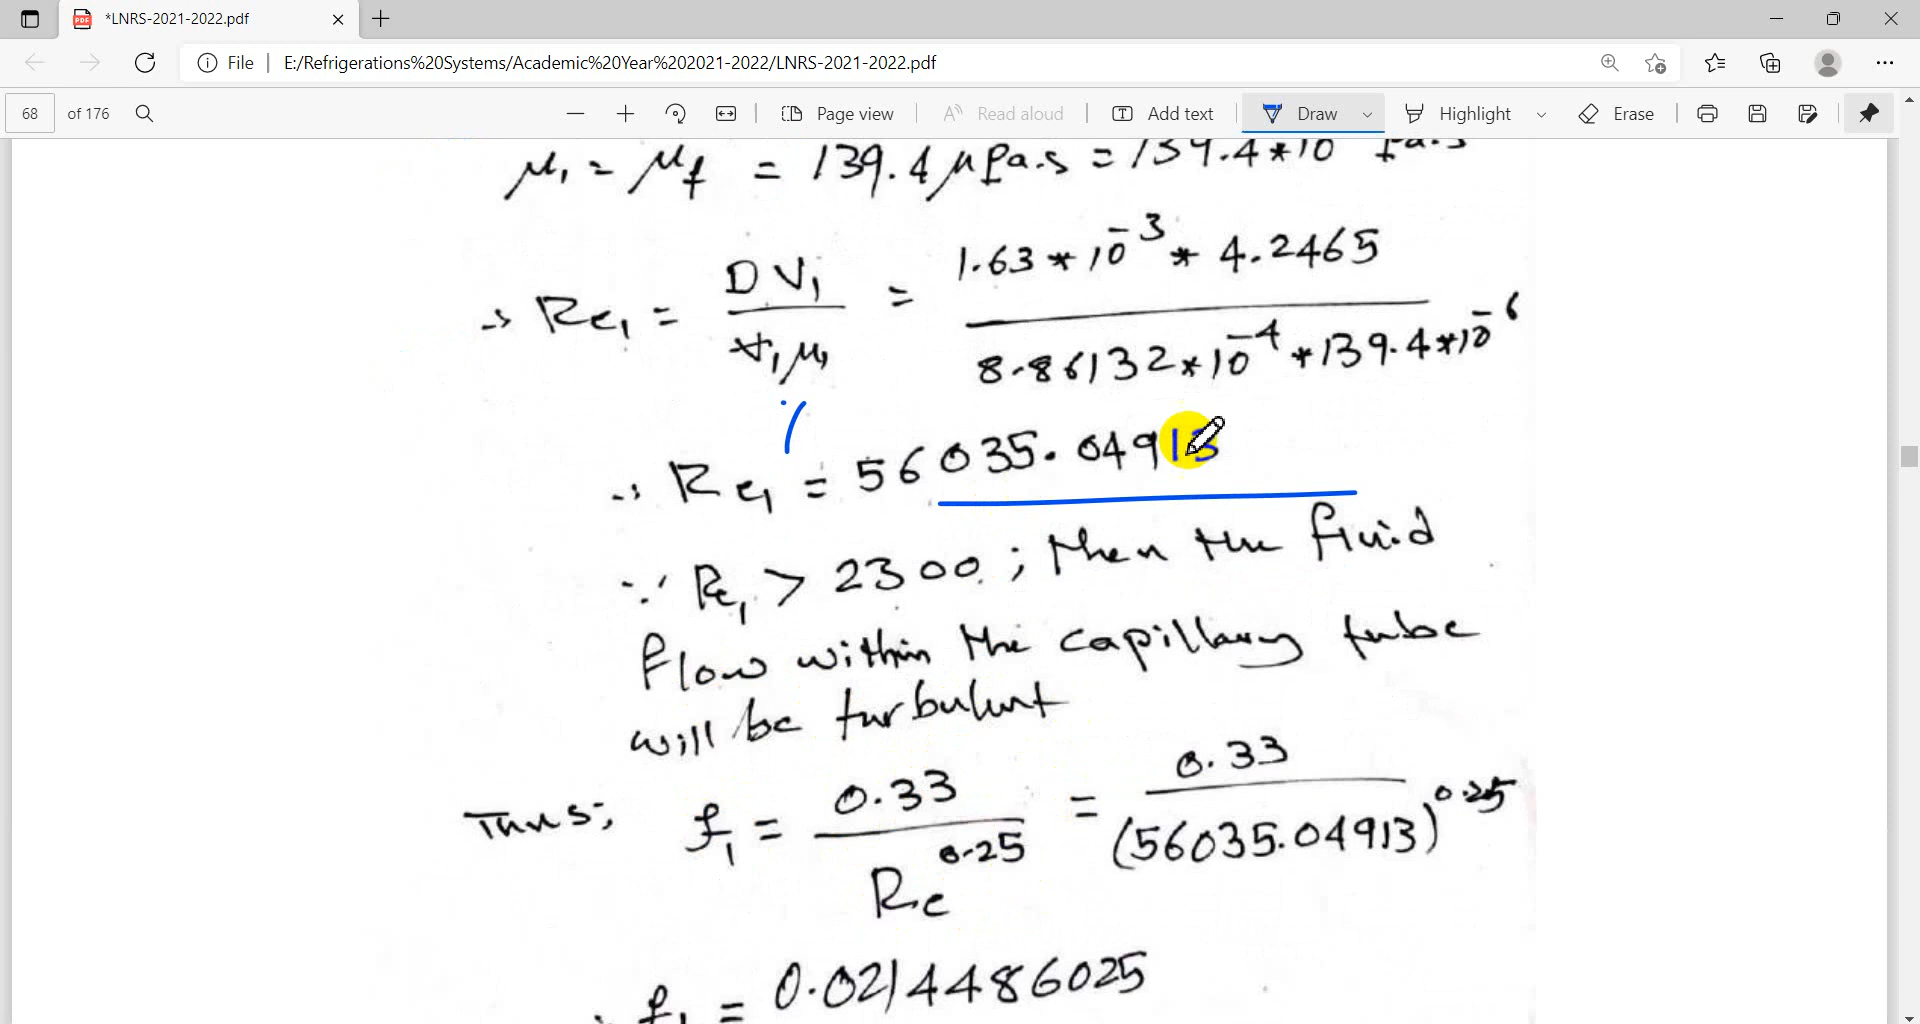 *LNRS-2021-2022.pdf
File | E:/Refrigerations%20Systems/Academic%20Year%202021-2022/LNRS-2021-2022.pdf
68 of 176 Page view Read aloud Add text Draw Highlight Erase
μ₁ = μf = 139.4 μPa.s = 139.4*10 Pa.s
→ Re₁ = DV₁ / v₁μ₁ = 1.63*10⁻³ * 4.2465 / 8.86132*10⁻⁴ * 139.4*10⁻⁶
∴ Re₁ = 56035.04913
∵ Re₁ > 2300 ; then the fluid
flow within the capillary tube
will be turbulent
Thus; f₁ = 0.33 / Re^0.25 = 0.33 / (56035.04913)^0.25
∴ f₁ = 0.0214486025